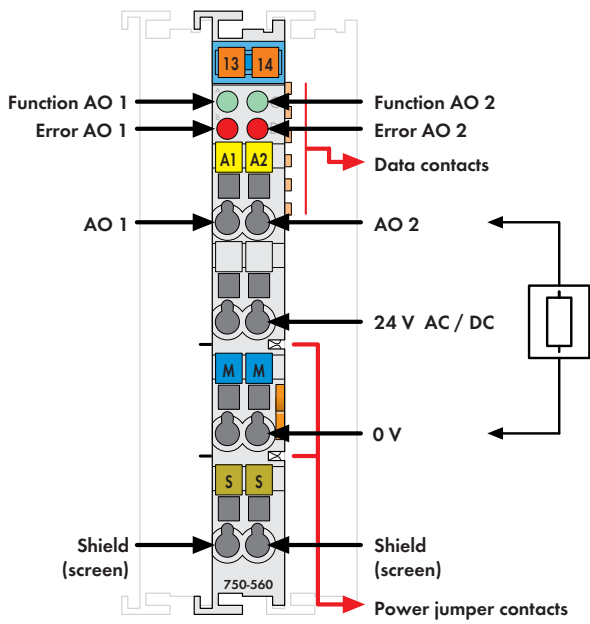 13 14
A C
Function AO 1
Function AO 2
B D
Error AO 1
Error AO 2
A1 A2
Data contacts
AO 1
AO 2
24 V AC / DC
M M
0 V
S S
Shield
(screen)
Shield
(screen)
750-560
Power jumper contacts